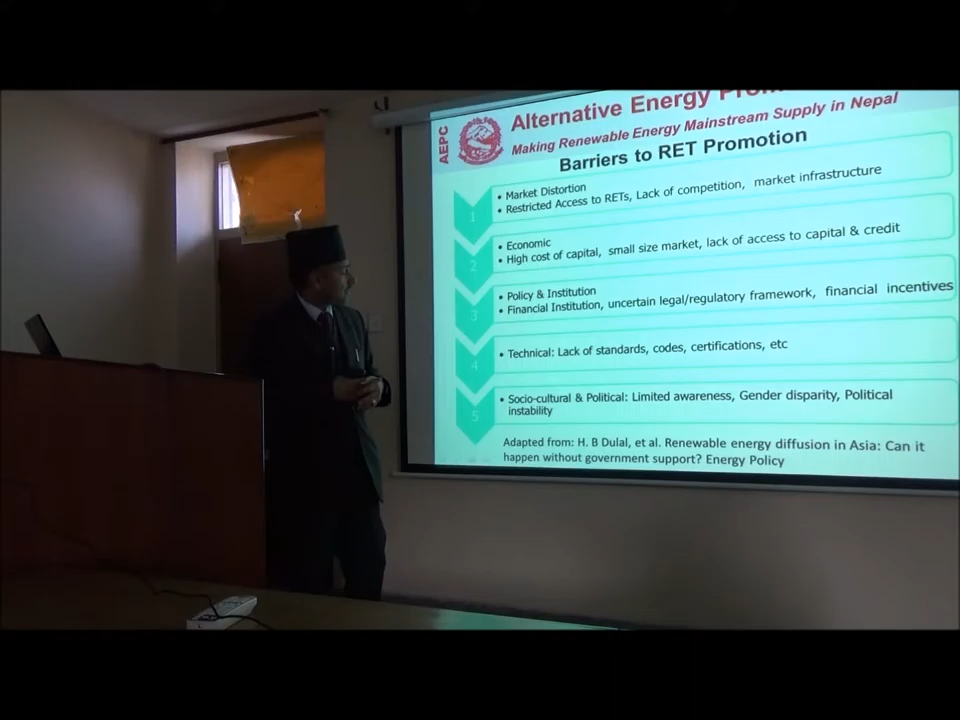 AEPC
Alternative Energy
Making Renewable Energy Mainstream Supply in Nepal
Barriers to RET Promotion
1
• Market Distortion
• Restricted Access to RETs, Lack of competition, market infrastructure
2
• Economic
• High cost of capital, small size market, lack of access to capital & credit
3
• Policy & Institution
• Financial Institution, uncertain legal/regulatory framework, financial incentives
4
• Technical: Lack of standards, codes, certifications, etc
5
• Socio-cultural & Political: Limited awareness, Gender disparity, Political
instability
Adapted from: H. B Dulal, et al. Renewable energy diffusion in Asia: Can it
happen without government support? Energy Policy